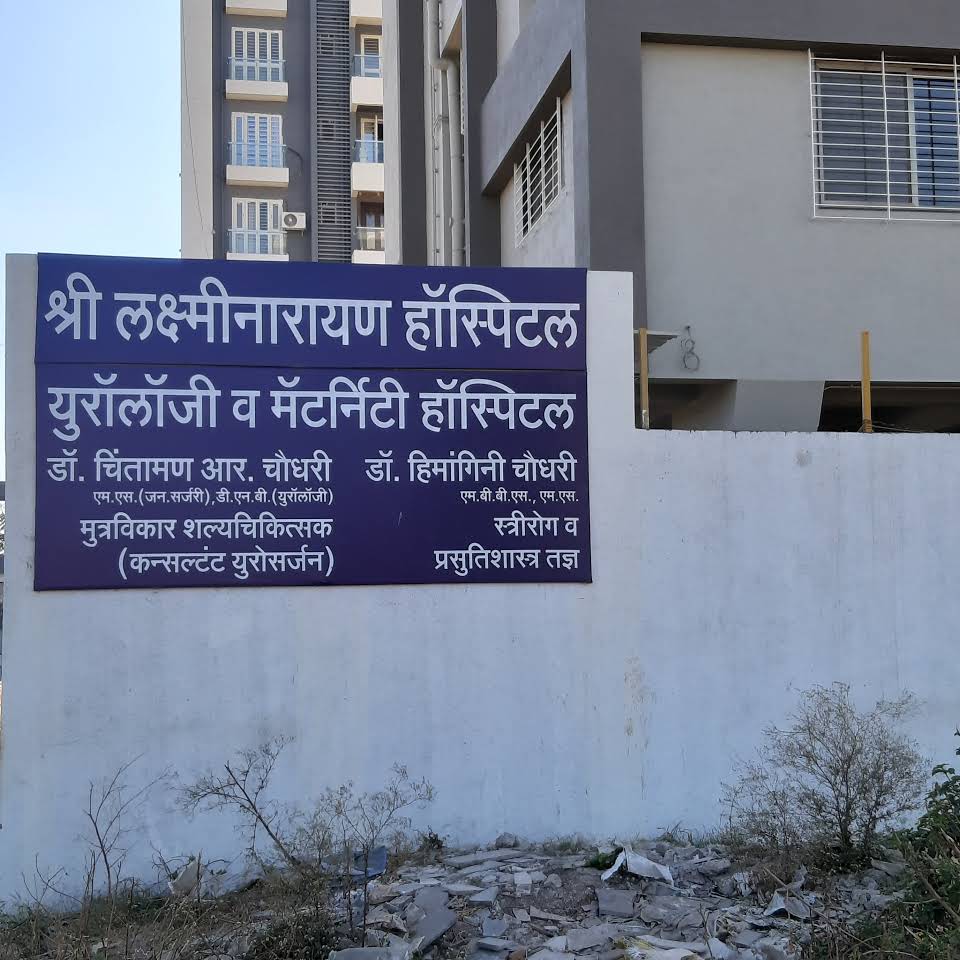 श्री लक्ष्मीनारायण हॉस्पिटल
युरॉलॉजी व मॅटर्निटी हॉस्पिटल
डॉ. चिंतामण आर. चौधरी
एम.एस.(जन.सर्जरी),डी.एन.बी.(युरॉलॉजी)
मुत्रविकार शल्यचिकित्सक
(कन्सल्टंट युरोसर्जन)
डॉ. हिमांगिनी चौधरी
एम.बी.बी.एस., एम.एस.
स्त्रीरोग व
प्रसुतिशास्त्र तज्ञ